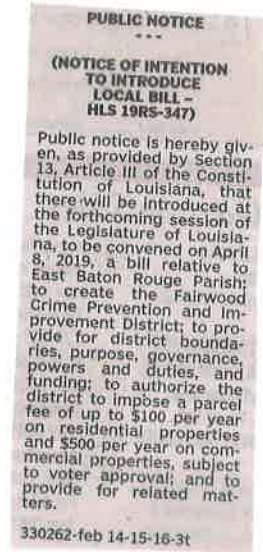 PUBLIC NOTICE
***
(NOTICE OF INTENTION
TO INTRODUCE
LOCAL BILL –
HLS 19RS-347)
Public notice is hereby giv-
en, as provided by Section
13, Article III of the Consti-
tution of Louisiana, that
there will be introduced at
the forthcoming session of
the Legislature of Louisia-
na, to be convened on April
8, 2019, a bill relative to
East Baton Rouge Parish;
to create the Fairwood
Crime Prevention and Im-
provement District; to pro-
vide for district bounda-
ries, purpose, governance,
powers and duties, and
funding; to authorize the
district to impose a parcel
fee of up to $100 per year
on residential properties
and $500 per year on com-
mercial properties, subject
to voter approval; and to
provide for related mat-
ters.
330262-feb 14-15-16-3t